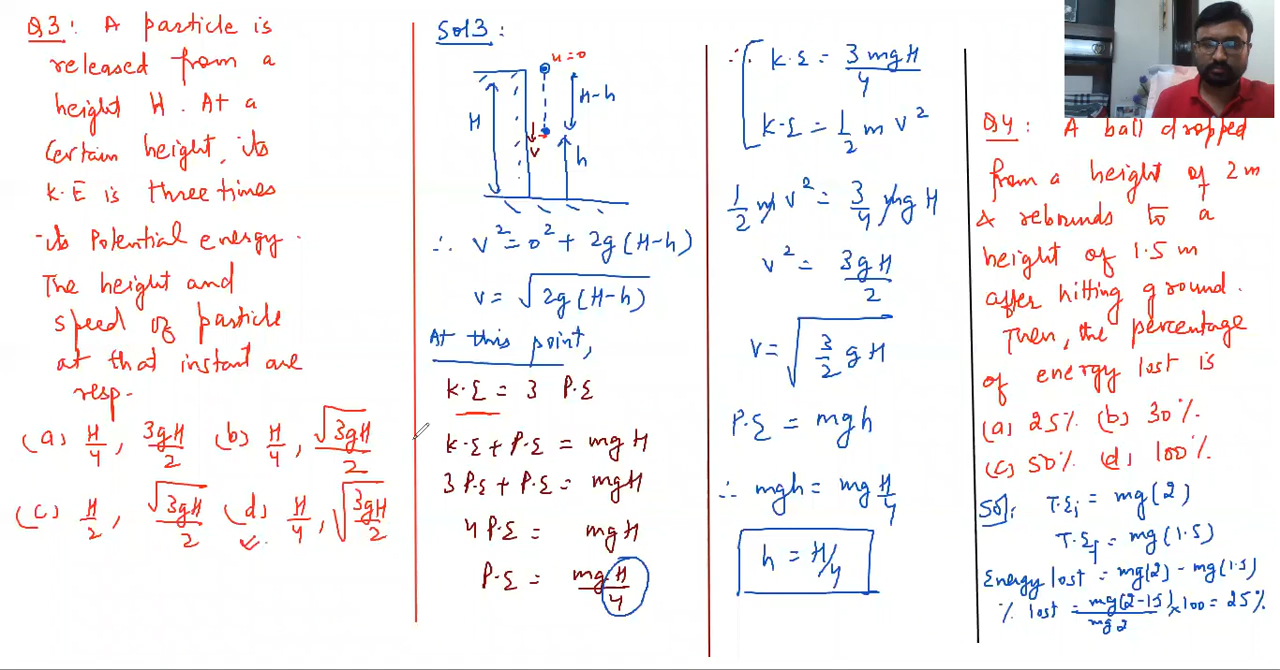 Q3: A particle is
released from a
height H. At a
certain height, its
K.E is three times
its Potential energy.
The height and
speed of particle
at that instant are
resp.
(a) H/4, 3gH/2 (b) H/4, √3gH/2
(c) H/2, √3gH/2 (d) H/4, √(3gH/2)
Sol3:
u=0
H
H-h
v
h
∴ v² = 0² + 2g(H-h)
v = √2g(H-h)
At this point,
K.E = 3 P.E
K.E + P.E = mgH
3 P.E + P.E = mgH
4 P.E = mgH
P.E = mgH/4
∵ K.E = 3mgH/4
K.E = 1/2 m v²
1/2 m v² = 3/4 mgH
v² = 3gH/2
v = √(3/2 gH)
P.E = mgh
∴ mgh = mg H/4
h = H/4
Q4: A ball dropped
from a height of 2m
& rebounds to a
height of 1.5 m
after hitting ground.
Then, the percentage
of energy lost is
(a) 25% (b) 30%.
(c) 50% (d) 100%.
Sol: T.Ei = mg(2)
T.Ef = mg(1.5)
Energy lost = mg(2) - mg(1.5)
% lost = mg(2-1.5)/mg2 × 100 = 25%